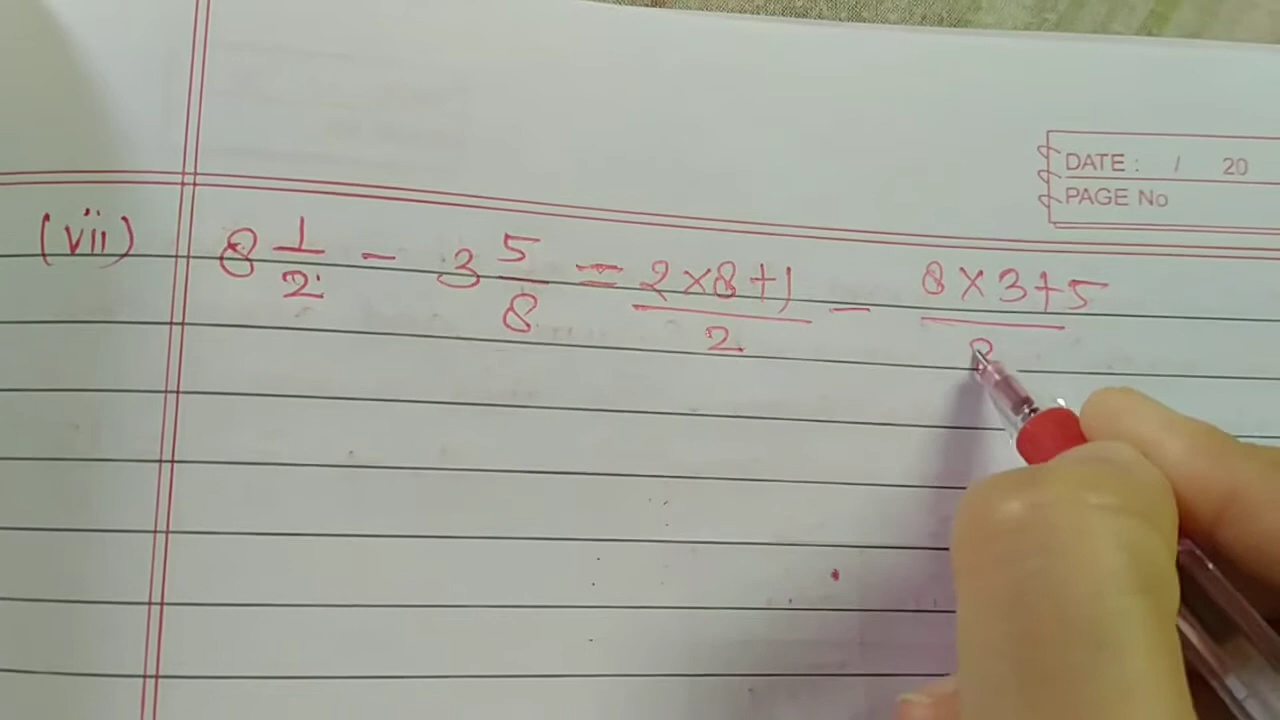 DATE : / 20
PAGE No
(vii) 8 1/2 - 3 5/8 = 2×8+1/2 - 8×3+5/8